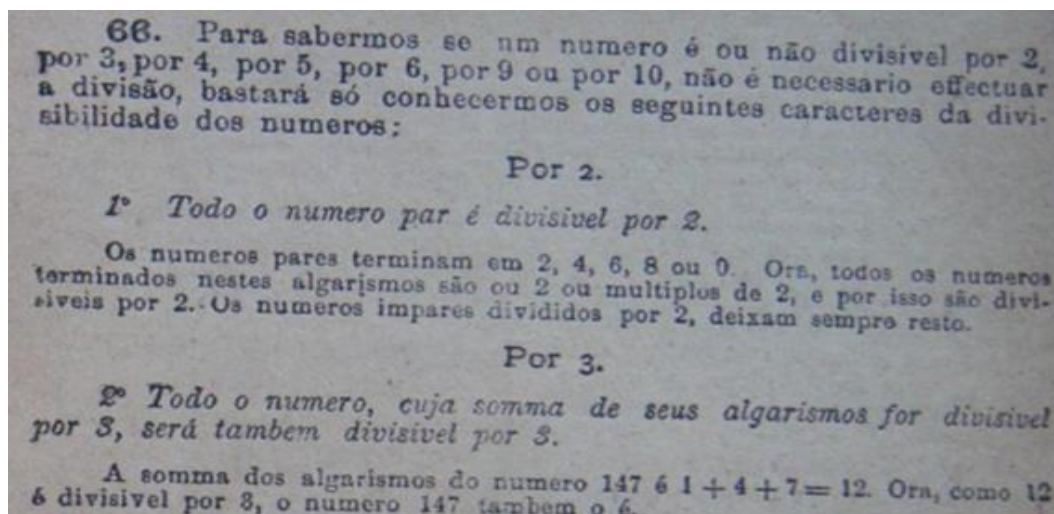 66. Para sabermos se um numero é ou não divisivel por 2,
por 3, por 4, por 5, por 6, por 9 ou por 10, não é necessario effectuar
a divisão, bastará só conhecermos os seguintes caracteres da divi-
sibilidade dos numeros:
Por 2.
1º Todo o numero par é divisivel por 2.
Os numeros pares terminam em 2, 4, 6, 8 ou 0. Ora, todos os numeros
terminados nestes algarismos são ou 2 ou multiplos de 2, e por isso são divi-
siveis por 2. Os numeros impares divididos por 2, deixam sempre resto.
Por 3.
2º Todo o numero, cuja somma de seus algarismos for divisivel
por 3, será tambem divisivel por 3.
A somma dos algarismos do numero 147 é 1 + 4 + 7 = 12. Ora, como 12
é divisivel por 3, o numero 147 tambem o é.